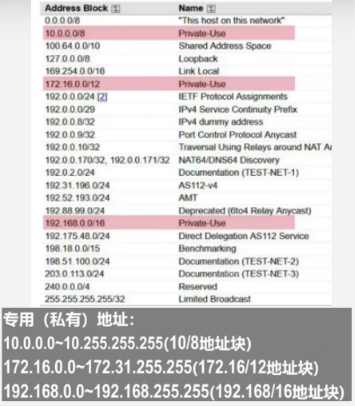 Address Block Name
0.0.0.0/8 "This host on this network"
10.0.0.0/8 Private-Use
100.64.0.0/10 Shared Address Space
127.0.0.0/8 Loopback
169.254.0.0/16 Link Local
172.16.0.0/12 Private-Use
192.0.0.0/24 [2] IETF Protocol Assignments
192.0.0.0/29 IPv4 Service Continuity Prefix
192.0.0.8/32 IPv4 dummy address
192.0.0.9/32 Port Control Protocol Anycast
192.0.0.10/32 Traversal Using Relays around NAT An
192.0.0.170/32, 192.0.0.171/32 NAT64/DNS64 Discovery
192.0.2.0/24 Documentation (TEST-NET-1)
192.31.196.0/24 AS112-v4
192.52.193.0/24 AMT
192.88.99.0/24 Deprecated (6to4 Relay Anycast)
192.168.0.0/16 Private-Use
192.175.48.0/24 Direct Delegation AS112 Service
198.18.0.0/15 Benchmarking
198.51.100.0/24 Documentation (TEST-NET-2)
203.0.113.0/24 Documentation (TEST-NET-3)
240.0.0.0/4 Reserved
255.255.255.255/32 Limited Broadcast
专用（私有）地址：
10.0.0.0~10.255.255.255(10/8地址块)
172.16.0.0~172.31.255.255(172.16/12地址块)
192.168.0.0~192.168.255.255(192.168/16地址块)